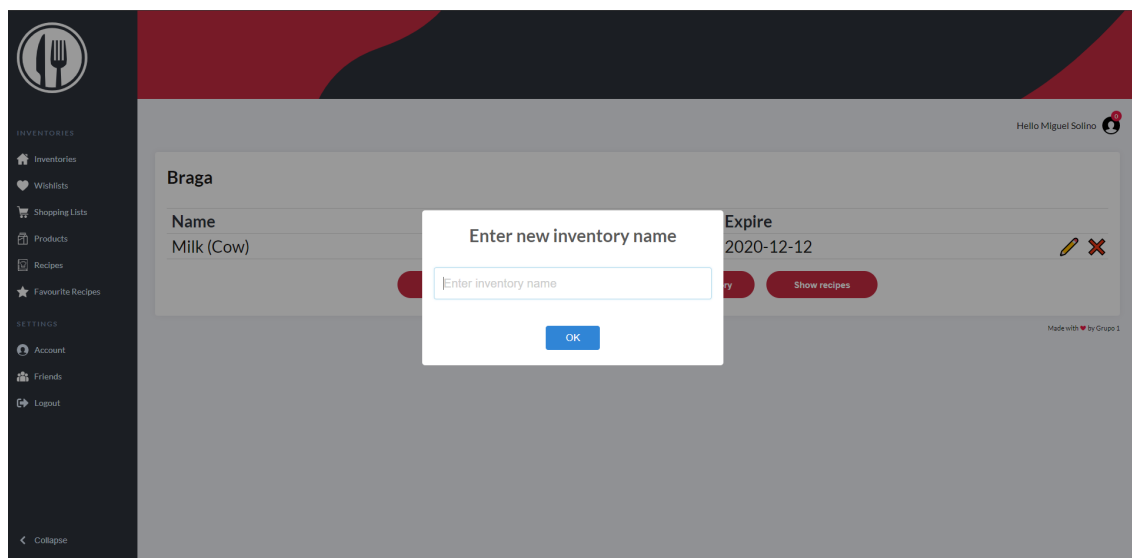 INVENTORIES
Inventories
Wishlists
Shopping Lists
Products
Recipes
Favourite Recipes
SETTINGS
Account
Friends
Logout
Collapse
Hello Miguel Solino
0
Braga
Name Expire
Milk (Cow) 2020-12-12
ry Show recipes
Enter new inventory name
Enter inventory name
OK
Made with ♥ by Grupo 1